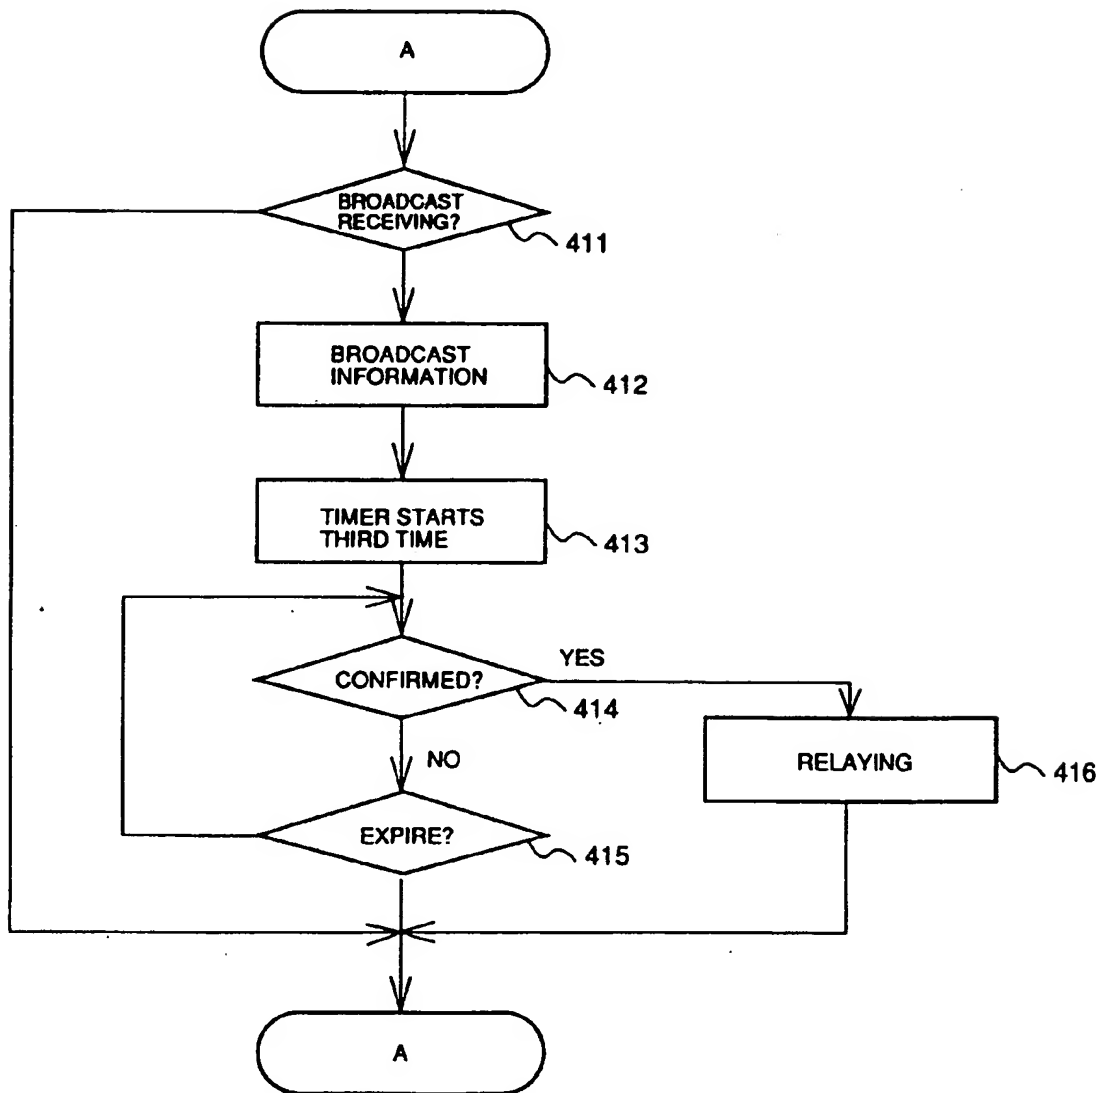 A
BROADCAST
RECEIVING?
411
BROADCAST
INFORMATION
412
TIMER STARTS
THIRD TIME
413
CONFIRMED?
YES
414
NO
RELAYING
416
EXPIRE?
415
A